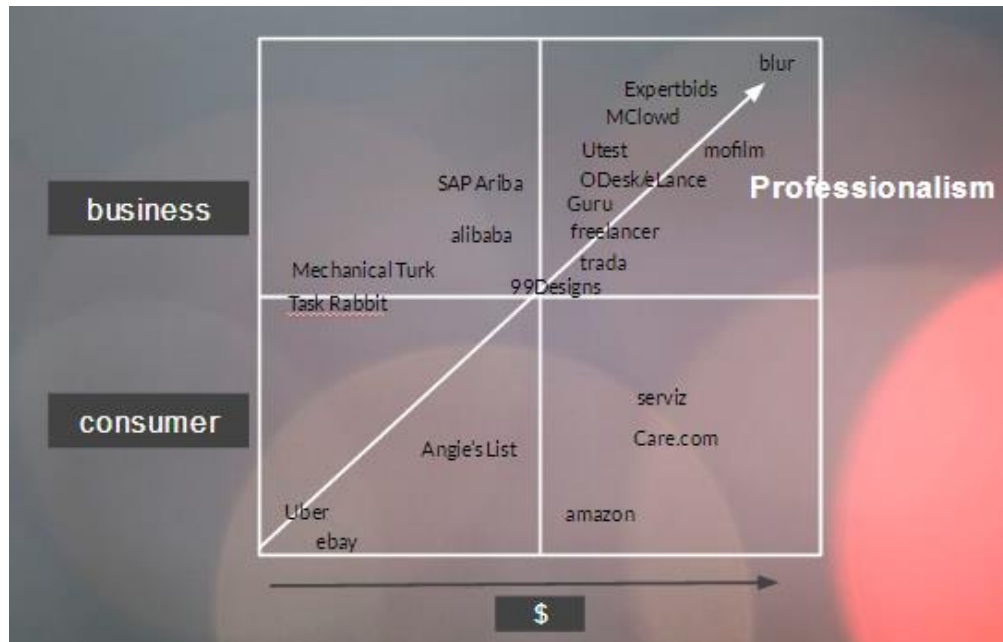 blur
Expertbids
MClowd
Utest
mofilm
SAP Ariba
ODesk/eLance
Professionalism
business
Guru
alibaba
freelancer
Mechanical Turk
trada
99Designs
Task Rabbit
serviz
consumer
Care.com
Angie's List
Uber
amazon
ebay
$